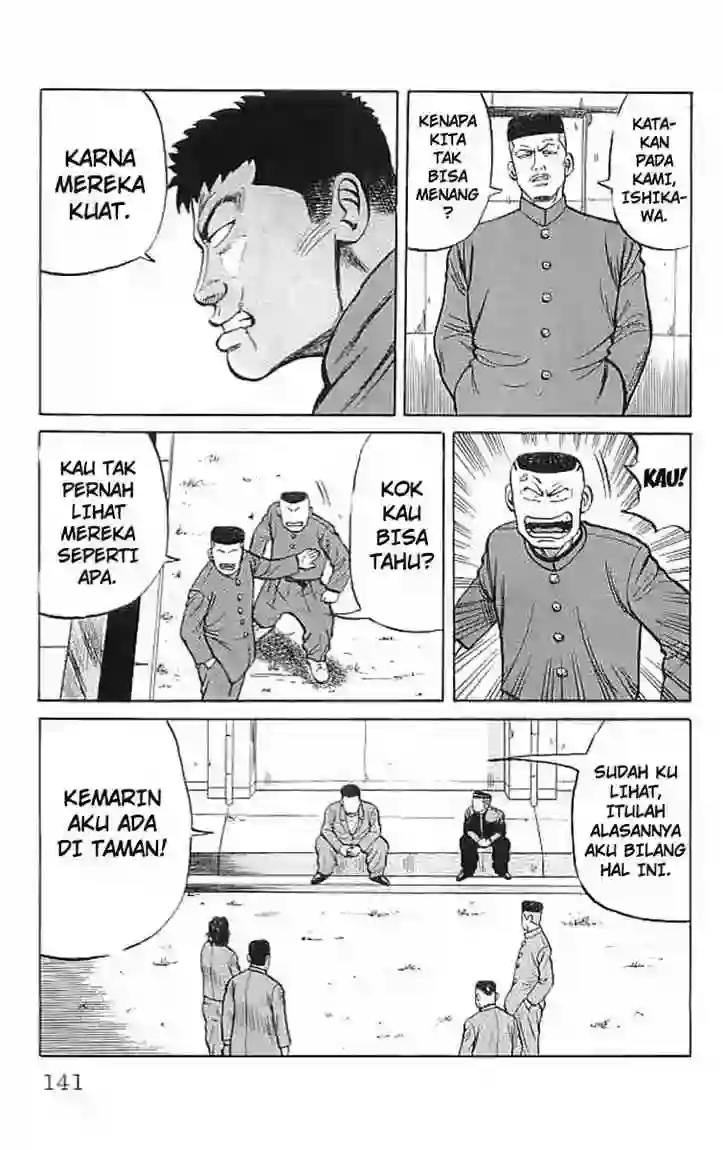 KATA-
KAN
PADA
KAMI,
ISHIKA-
WA.
KENAPA
KITA
TAK
BISA
MENANG
?
KARNA
MEREKA
KUAT.
KAU!
KOK
KAU
BISA
TAHU?
KAU TAK
PERNAH
LIHAT
MEREKA
SEPERTI
APA.
SUDAH KU
LIHAT,
ITULAH
ALASANNYA
AKU BILANG
HAL INI.
KEMARIN
AKU ADA
DI TAMAN!
141